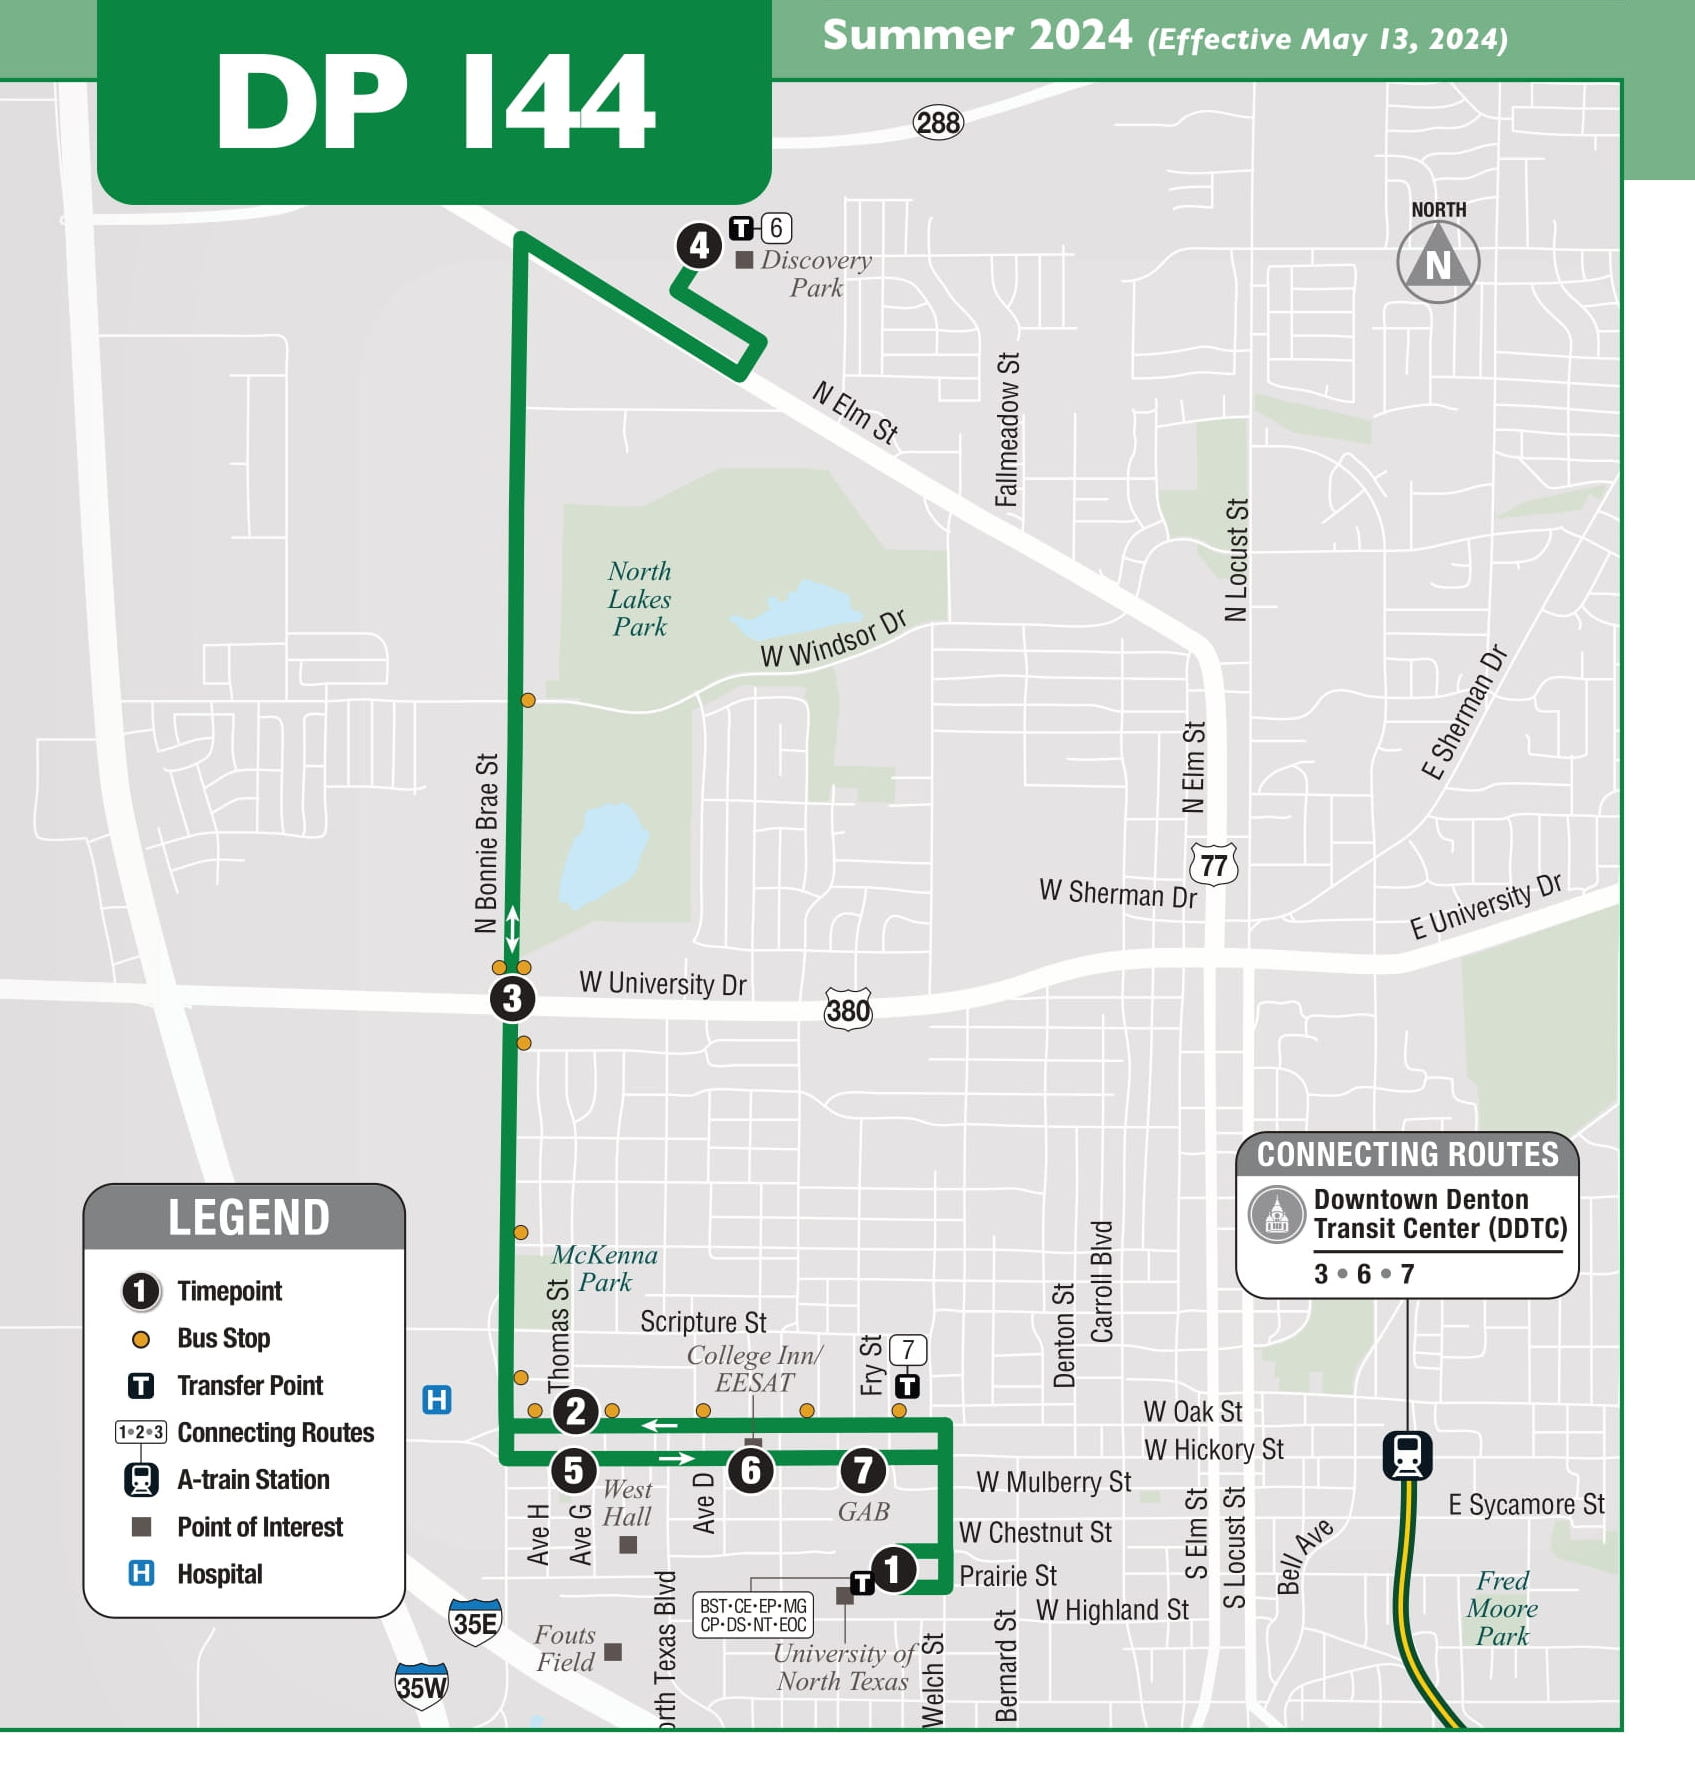 DP 144
Summer 2024 (Effective May 13, 2024)
288
NORTH
N
4
T
6
Discovery
Park
N Elm St
Fallmeadow St
N Locust St
North
Lakes
Park
W Windsor Dr
E Sherman Dr
N Elm St
N Bonnie Brae St
77
W Sherman Dr
E University Dr
3
W University Dr
380
CONNECTING ROUTES
Downtown Denton
Transit Center (DDTC)
3 • 6 • 7
LEGEND
1 Timepoint
Bus Stop
T Transfer Point
1•2•3 Connecting Routes
A-train Station
Point of Interest
H Hospital
McKenna
Park
Thomas St
Scripture St
College Inn/
EESAT
Fry St
7
T
Denton St
Carroll Blvd
H
2
W Oak St
W Hickory St
5
6
7
West
Hall
Ave D
GAB
W Mulberry St
Ave H
Ave G
W Chestnut St
S Elm St
S Locust St
Bell Ave
E Sycamore St
1
T
Prairie St
BST•CE•EP•MG
CP•DS•NT•EOC
W Highland St
Fred
Moore
Park
35E
35W
Fouts
Field
orth Texas Blvd
University of
North Texas
Welch St
Bernard St